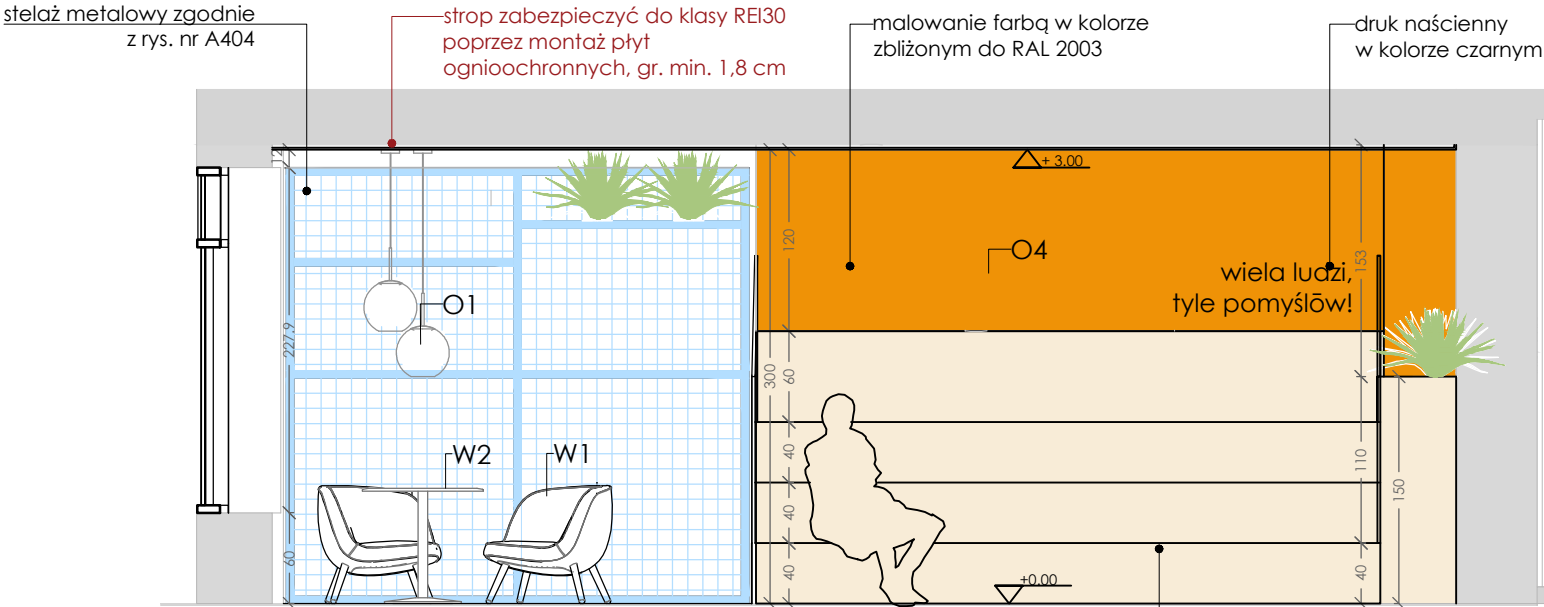 stelaż metalowy zgodnie
z rys. nr A404
strop zabezpieczyć do klasy REI30
poprzez montaż płyt
ognioochronnych, gr. min. 1,8 cm
malowanie farbą w kolorze
zbliżonym do RAL 2003
druk naścienny
w kolorze czarnym
12
+ 3.00
120
153
O4
wiela ludzi,
tyle pomyślōw!
O1
227,9
300
60
W2
W1
40
110
150
40
60
40
40
+0.00